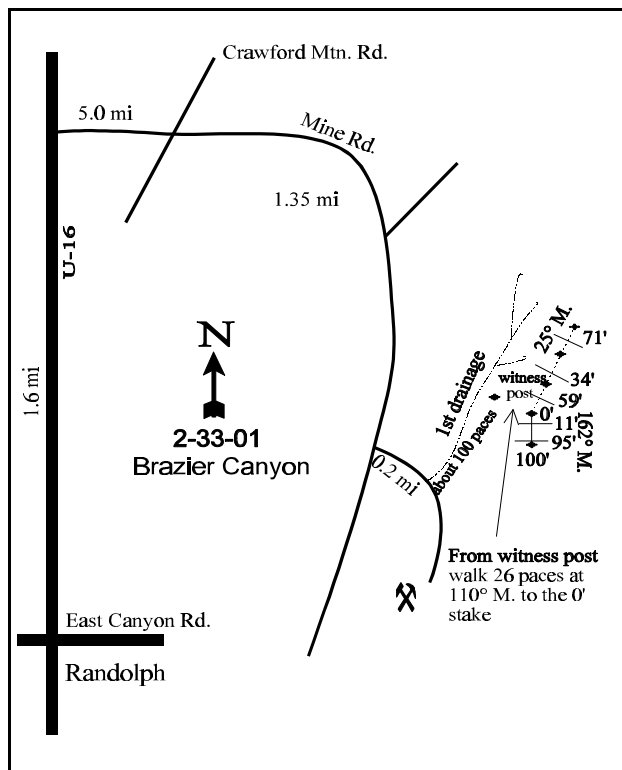 Crawford Mtn. Rd.
5.0 mi
Mine Rd.
1.35 mi
U-16
1.6 mi
N
2-33-01
Brazier Canyon
1st drainage
about 100 paces
0.2 mi
25° M.
71'
34'
59'
witness
post
0'
11'
95'
100'
162° M.
From witness post
walk 26 paces at
110° M. to the 0'
stake
East Canyon Rd.
Randolph